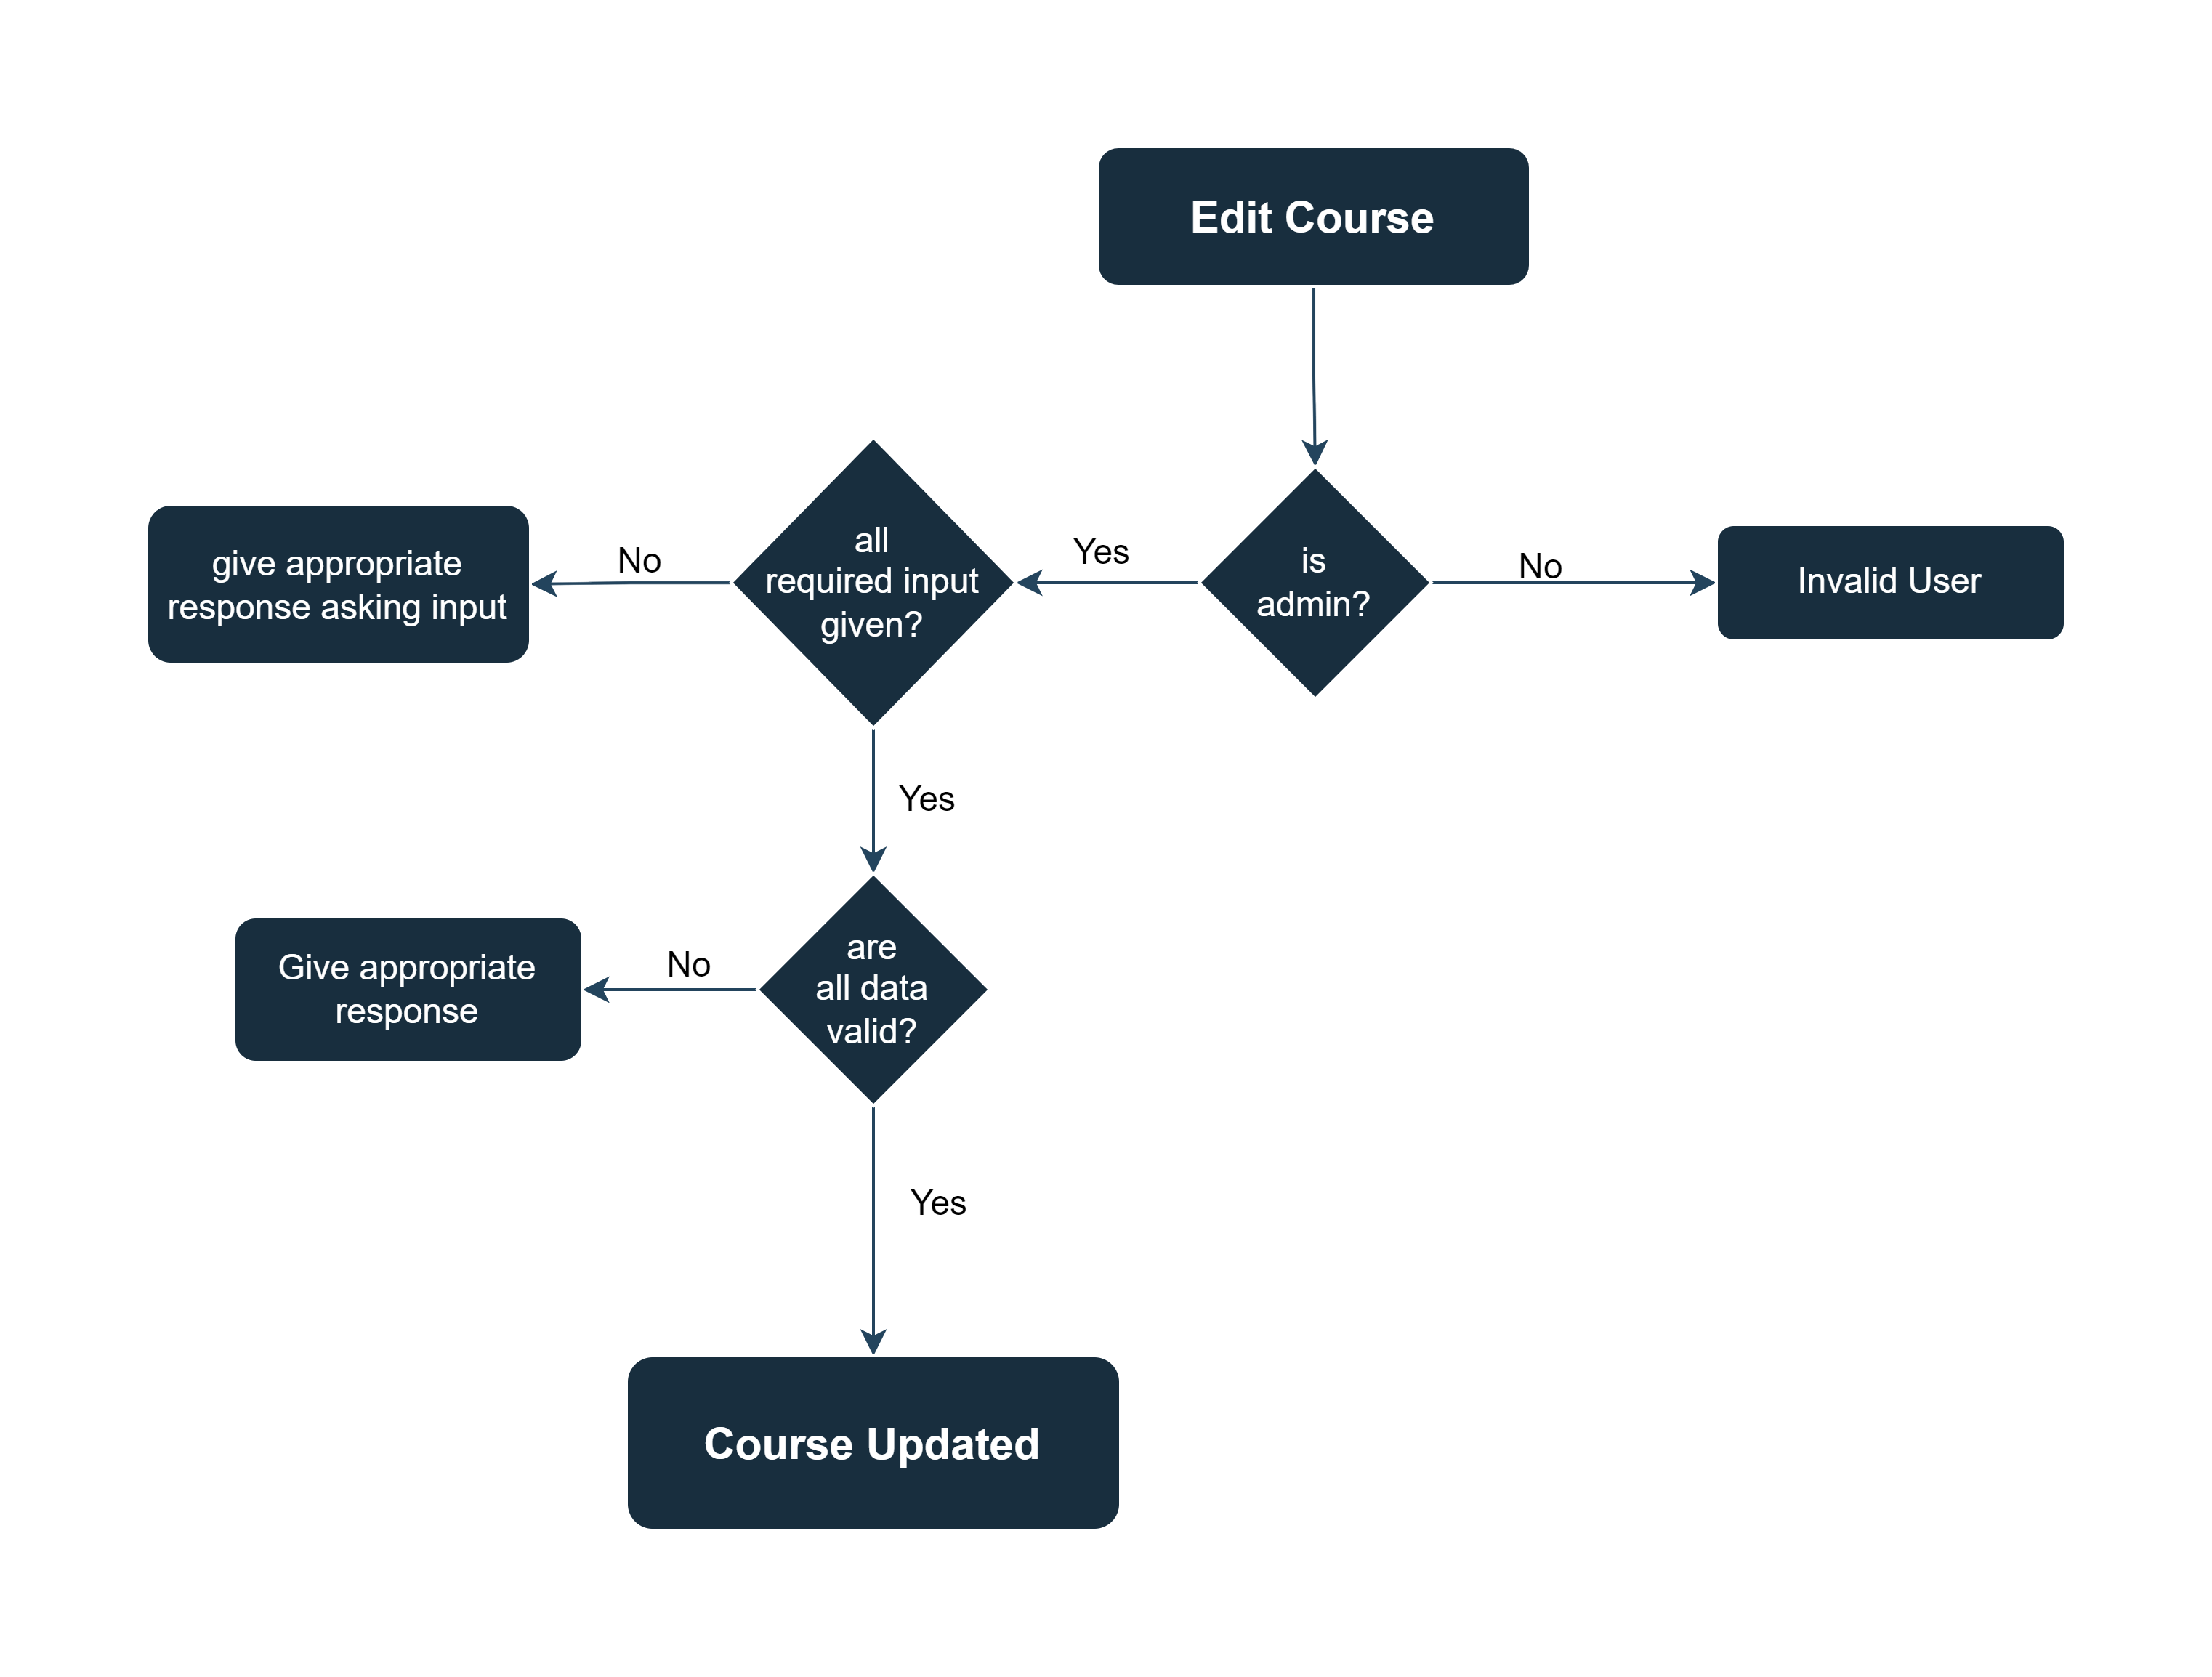 Edit Course
is
admin?
Yes
No
Invalid User
all
required input
given?
No
give appropriate
response asking input
Yes
are
all data
valid?
No
Give appropriate
response
Yes
Course Updated